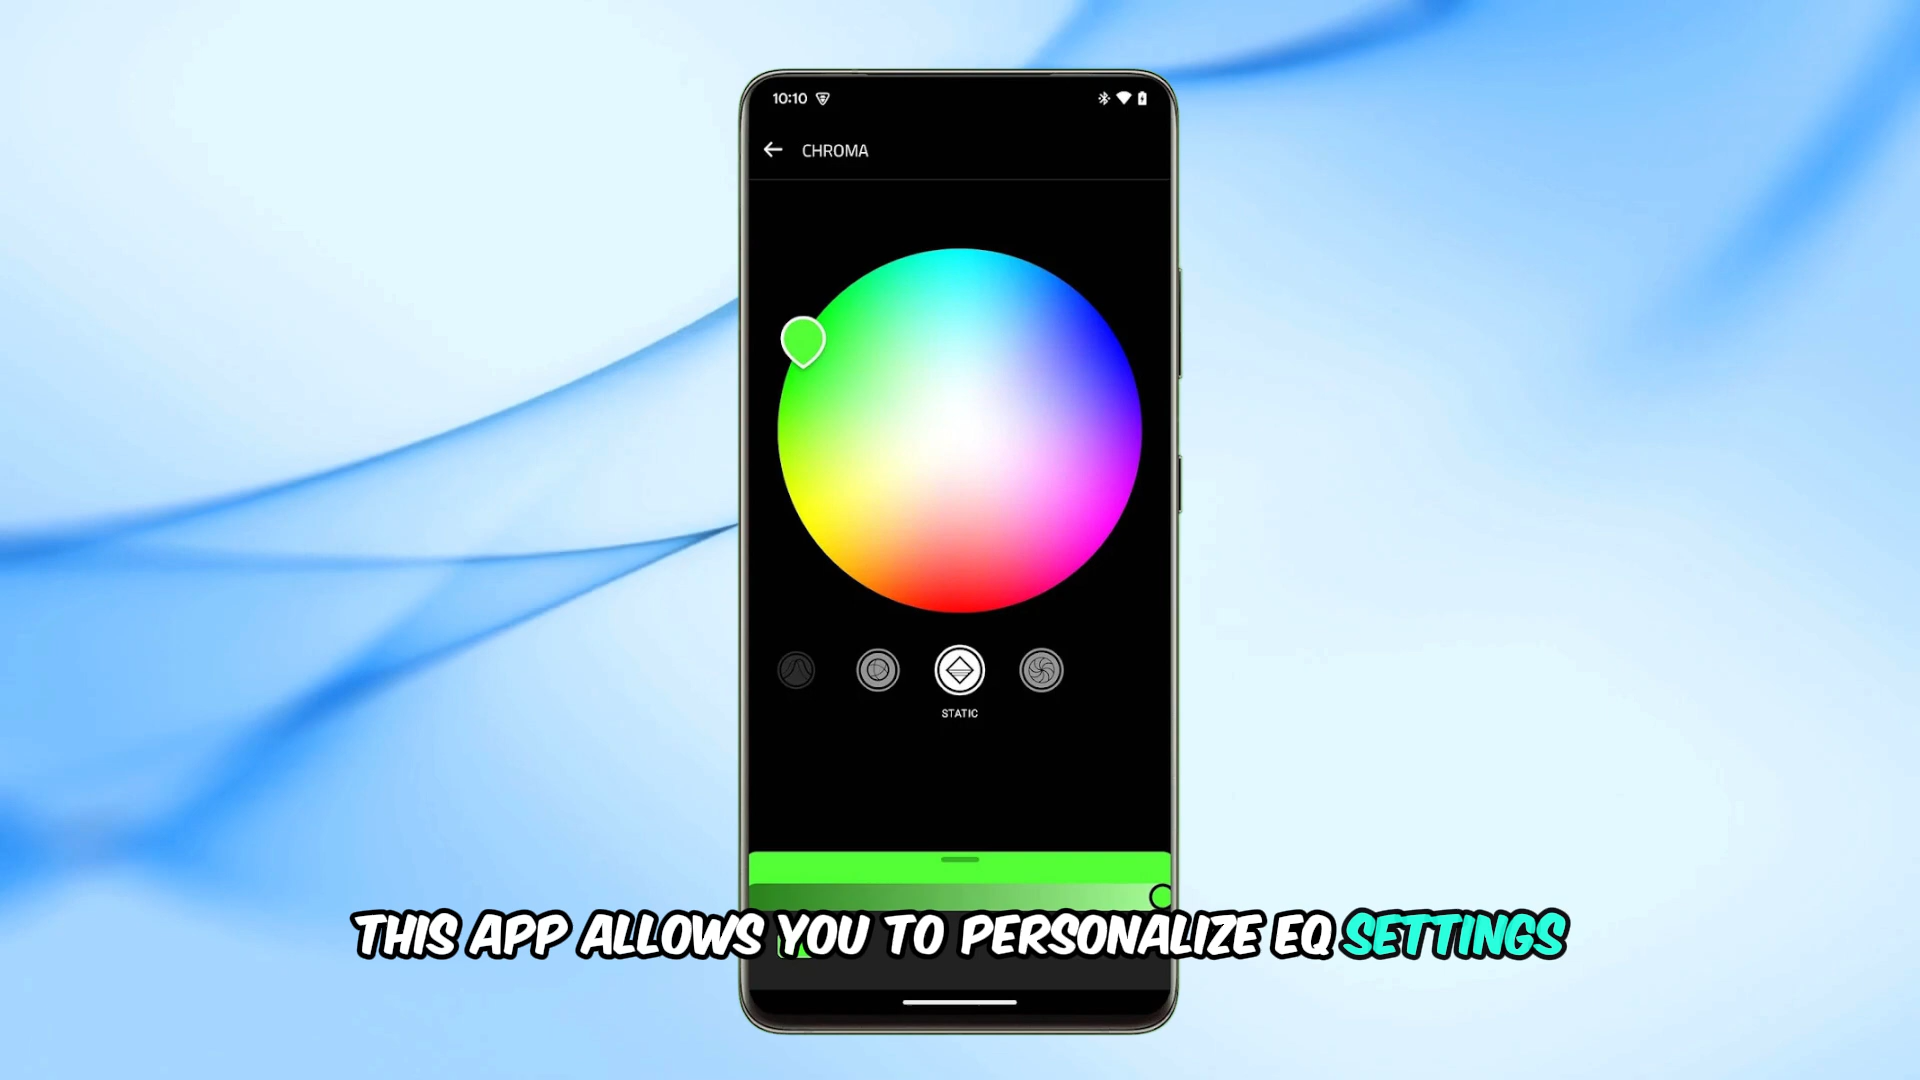 10:10
CHROMA
STATIC
THIS APP ALLOWS YOU TO PERSONALIZE EQ SETTINGS